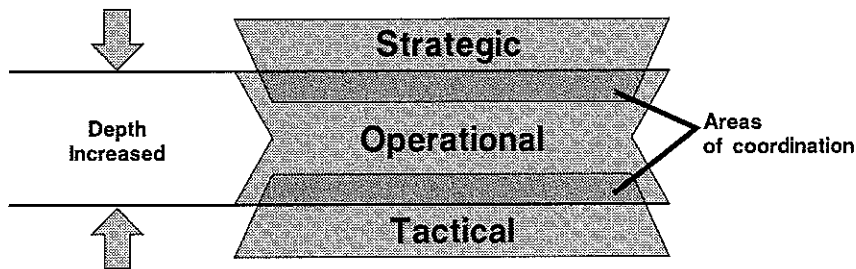 Strategic
Depth
Increased
Operational
Areas
of coordination
Tactical